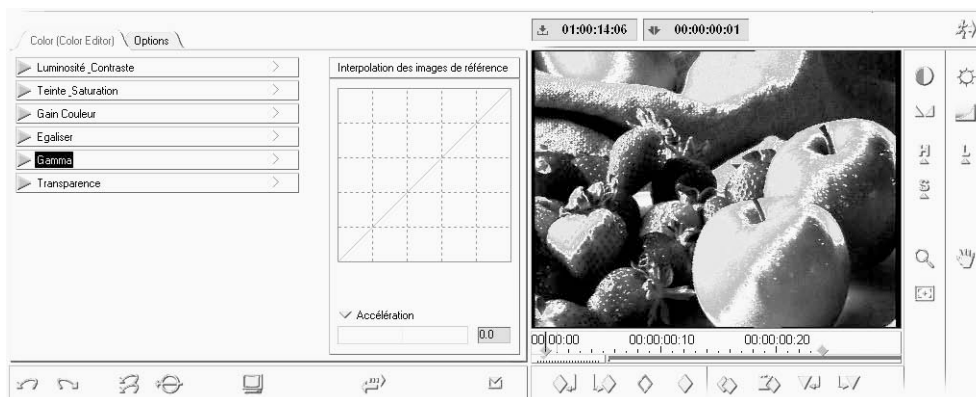 Color (Color Editor) Options
Luminosité_Contraste
Teinte_Saturation
Gain Couleur
Egaliser
Gamma
Transparence
Interpolation des images de référence
Accélération
0.0
01:00:14:06 00:00:00:01
H L
S
00:00:00 00:00:00:10 00:00:00:20